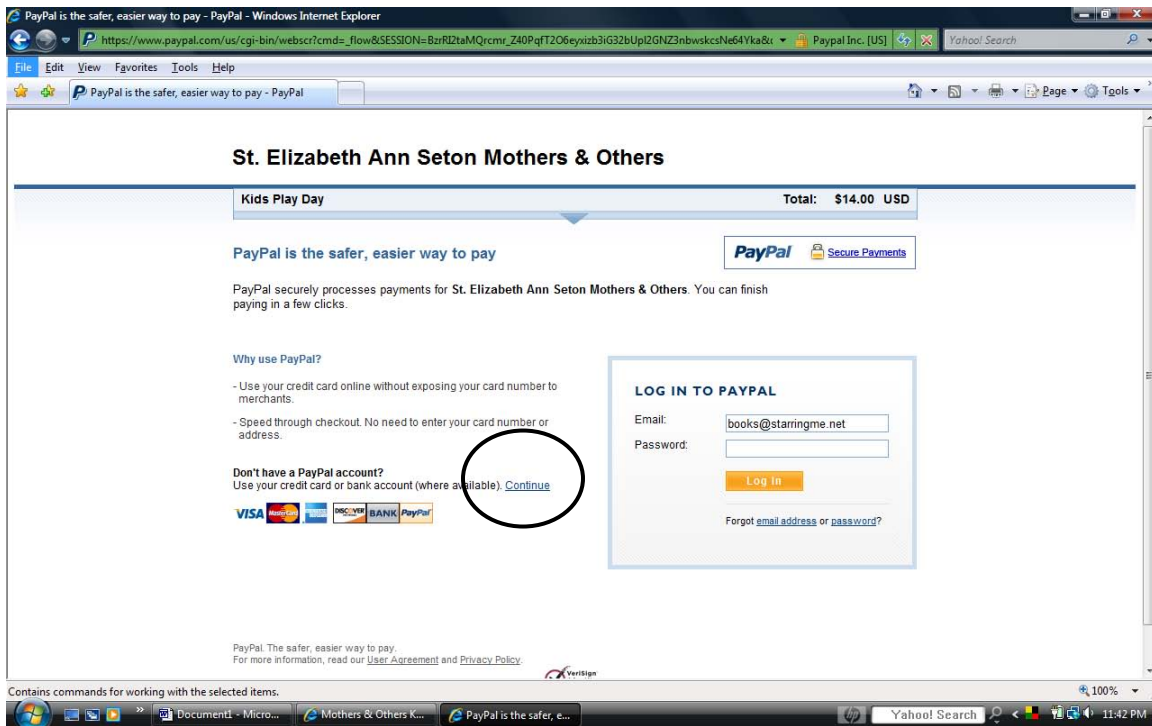 PayPal is the safer, easier way to pay - PayPal - Windows Internet Explorer
https://www.paypal.com/us/cgi-bin/webscr?cmd=_flow&SESSION=BzrRI2taMQrcmr_Z40PqfT2O6eyxizb3iG32bUpl2GNZ3nbwskcsNe64Yka&
Paypal Inc. [US]
Yahoo! Search
File Edit View Favorites Tools Help
PayPal is the safer, easier way to pay - PayPal
Page Tools
St. Elizabeth Ann Seton Mothers & Others
Kids Play Day Total: $14.00 USD
PayPal is the safer, easier way to pay
PayPal Secure Payments
PayPal securely processes payments for St. Elizabeth Ann Seton Mothers & Others. You can finish
paying in a few clicks.
Why use PayPal?
- Use your credit card online without exposing your card number to
merchants.
- Speed through checkout. No need to enter your card number or
address.
Don't have a PayPal account?
Use your credit card or bank account (where available). Continue
VISA MasterCard DISCOVER BANK PayPal
LOG IN TO PAYPAL
Email: books@starringme.net
Password:
Log In
Forgot email address or password?
PayPal. The safer, easier way to pay.
For more information, read our User Agreement and Privacy Policy.
VeriSign
Contains commands for working with the selected items.
100%
Document1 - Micro... Mothers & Others K... PayPal is the safer, e...
hp Yahoo! Search 11:42 PM